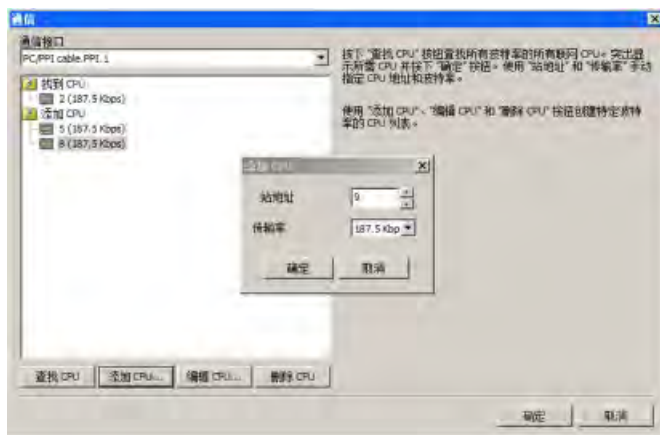 通信
通信接口
PC/PPI cable.PPI.1
找到 CPU
2 (187.5 Kbps)
添加 CPU
5 (187.5 Kbps)
8 (187.5 Kbps)
按下 "查找 CPU" 按钮查找所有波特率的所有联网 CPU。突出显
示所需 CPU 并按下 "确定" 按钮。使用 "站地址" 和 "传输率" 手动
指定 CPU 地址和波特率。
使用 "添加 CPU"、"编辑 CPU" 和 "删除 CPU" 按钮创建特定波特
率的 CPU 列表。
添加 CPU
站地址
9
传输率
187.5 Kbp
确定
取消
查找 CPU
添加 CPU...
编辑 CPU...
删除 CPU
确定
取消